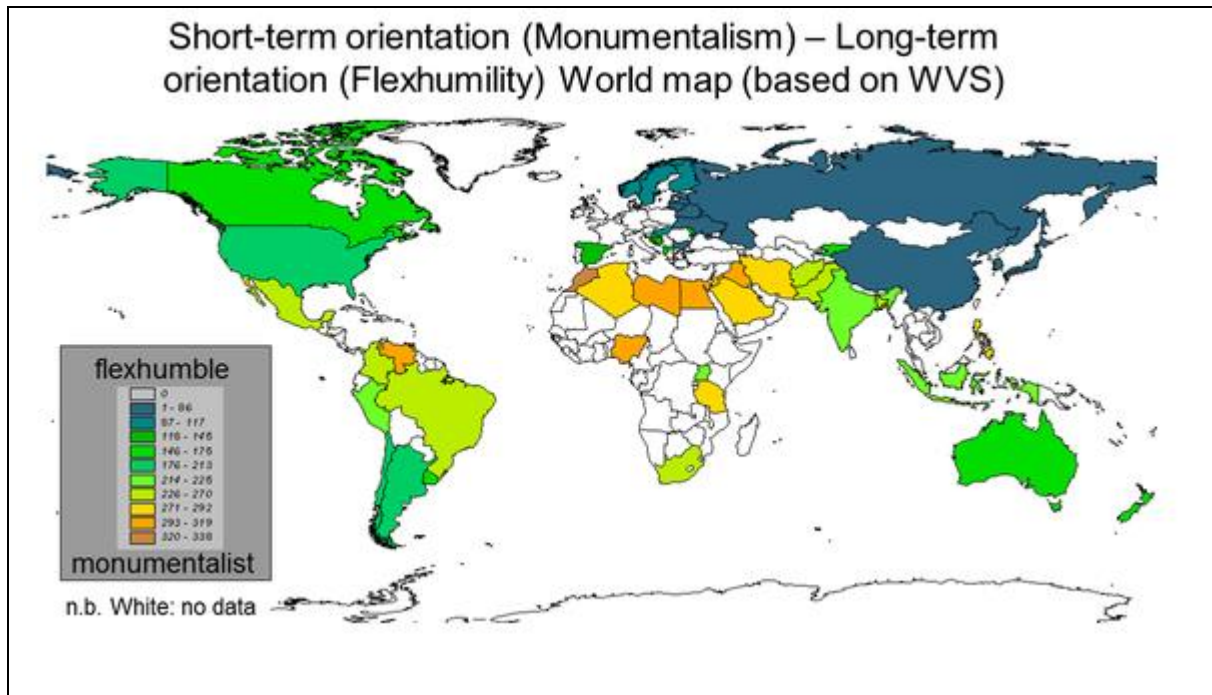 Short-term orientation (Monumentalism) – Long-term
orientation (Flexhumility) World map (based on WVS)
flexhumble
0
1 - 86
87 - 117
118 - 145
146 - 175
176 - 213
214 - 225
226 - 270
271 - 292
293 - 319
320 - 338
monumentalist
n.b. White: no data